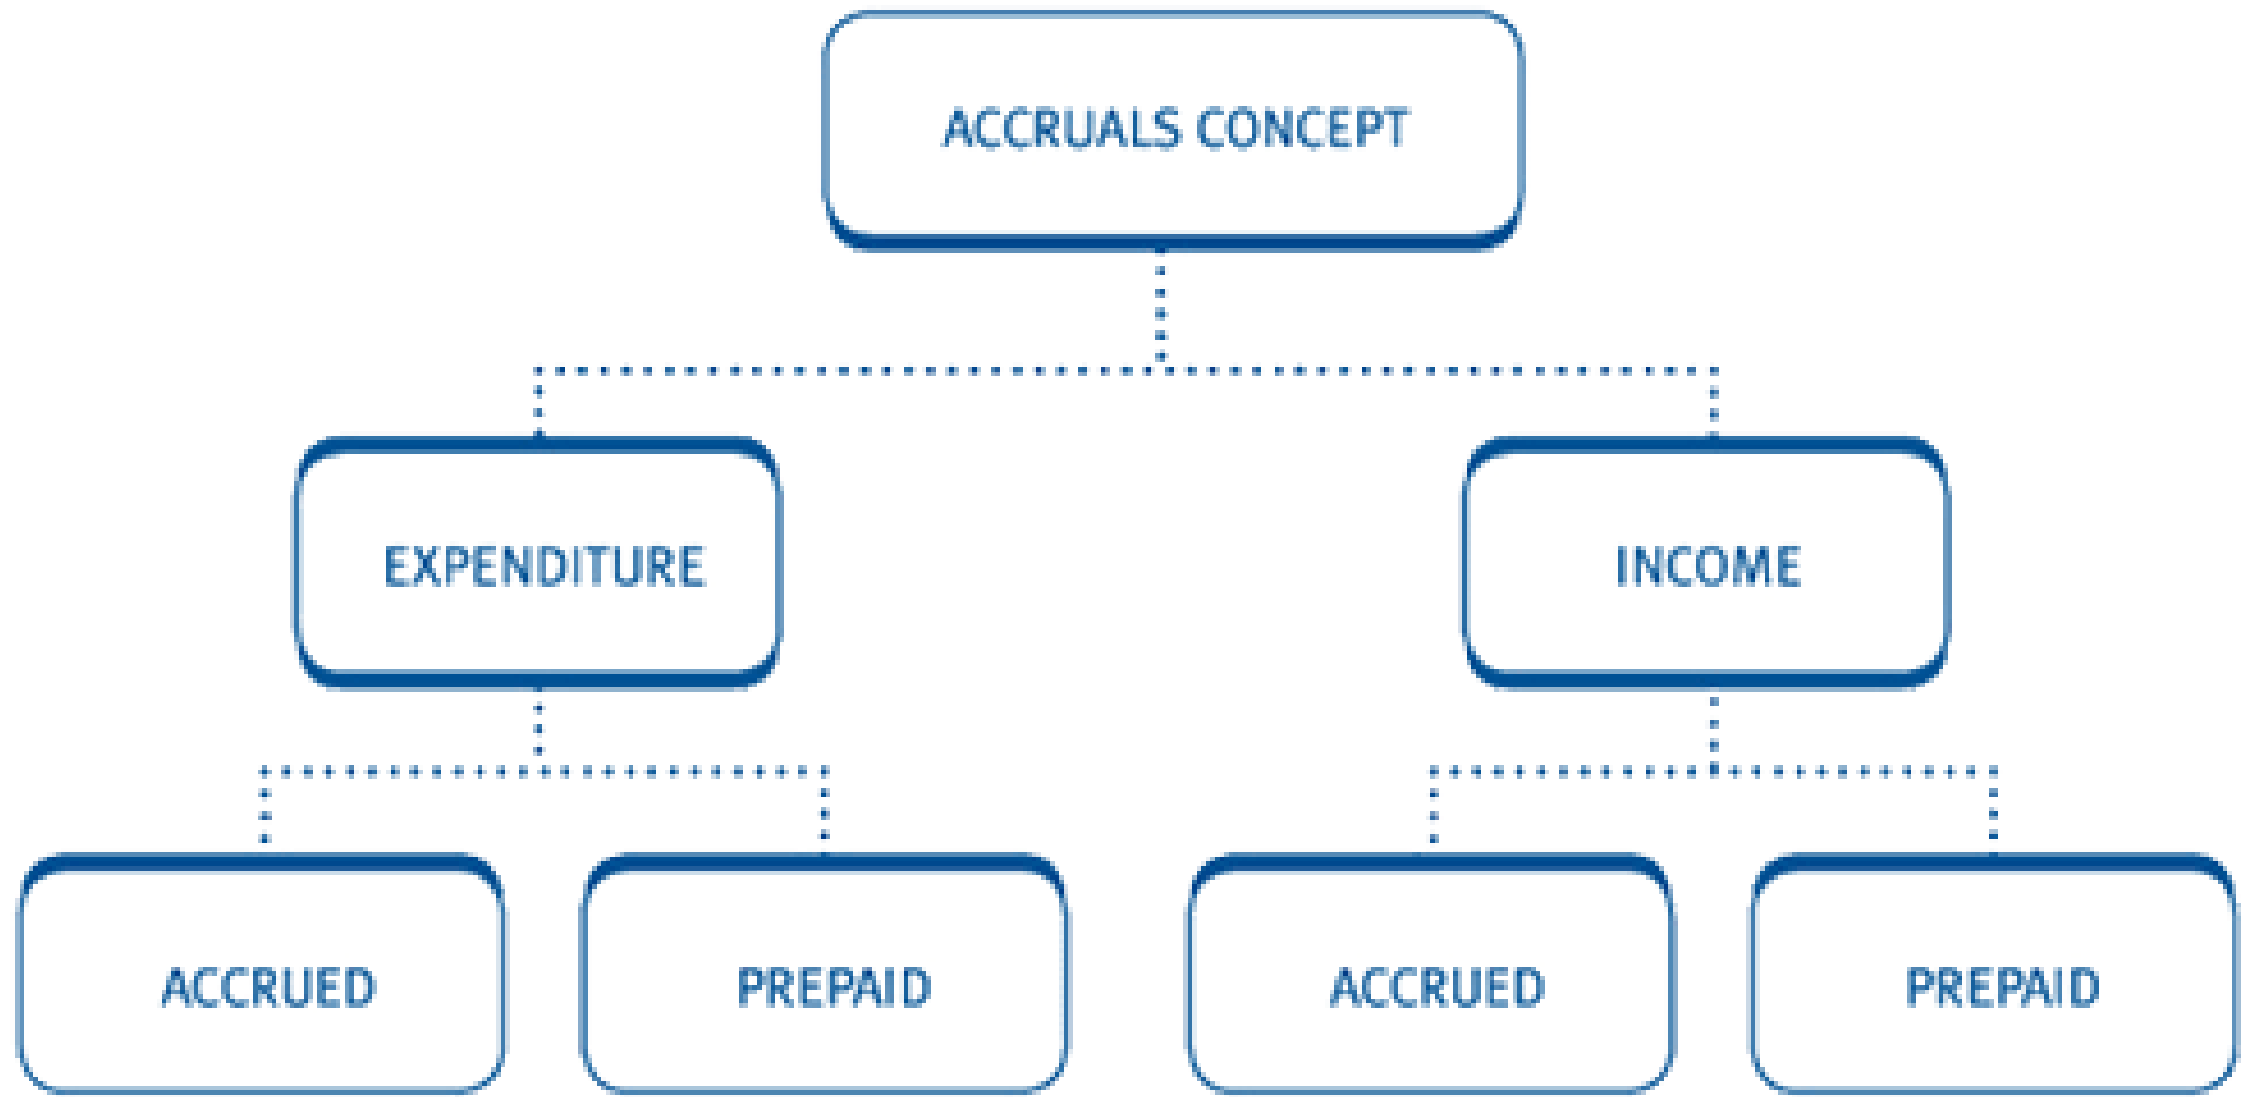 ACCRUALS CONCEPT
EXPENDITURE
INCOME
ACCRUED
PREPAID
ACCRUED
PREPAID